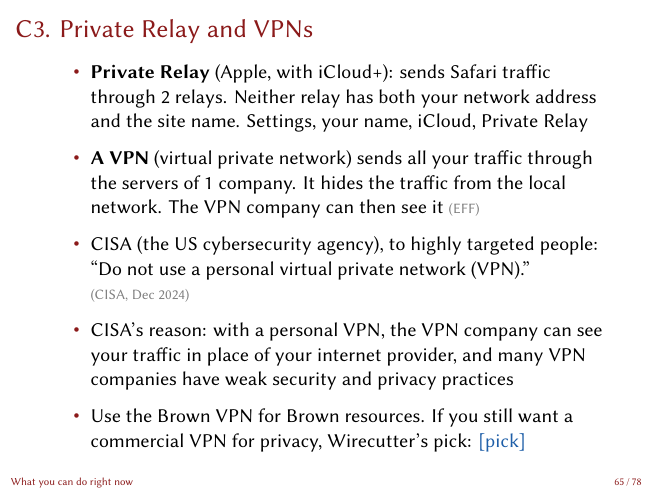 C3. Private Relay and VPNs
• Private Relay (Apple, with iCloud+): sends Safari traffic
through 2 relays. Neither relay has both your network address
and the site name. Settings, your name, iCloud, Private Relay
• A VPN (virtual private network) sends all your traffic through
the servers of 1 company. It hides the traffic from the local
network. The VPN company can then see it (EFF)
• CISA (the US cybersecurity agency), to highly targeted people:
“Do not use a personal virtual private network (VPN).”
(CISA, Dec 2024)
• CISA’s reason: with a personal VPN, the VPN company can see
your traffic in place of your internet provider, and many VPN
companies have weak security and privacy practices
• Use the Brown VPN for Brown resources. If you still want a
commercial VPN for privacy, Wirecutter’s pick: [pick]
What you can do right now
65 / 78